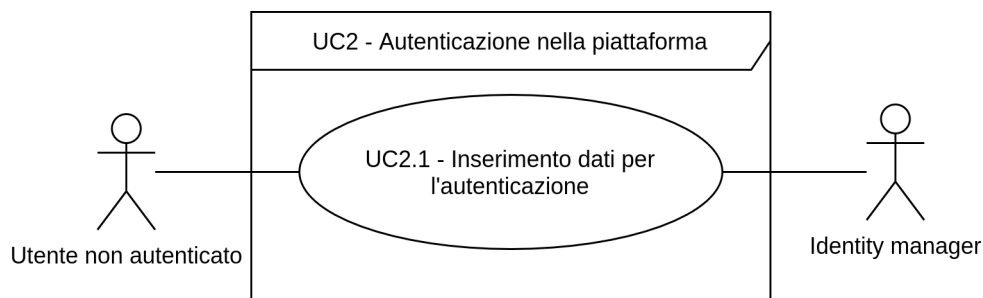 UC2 - Autenticazione nella piattaforma
UC2.1 - Inserimento dati per
l'autenticazione
Utente non autenticato
Identity manager